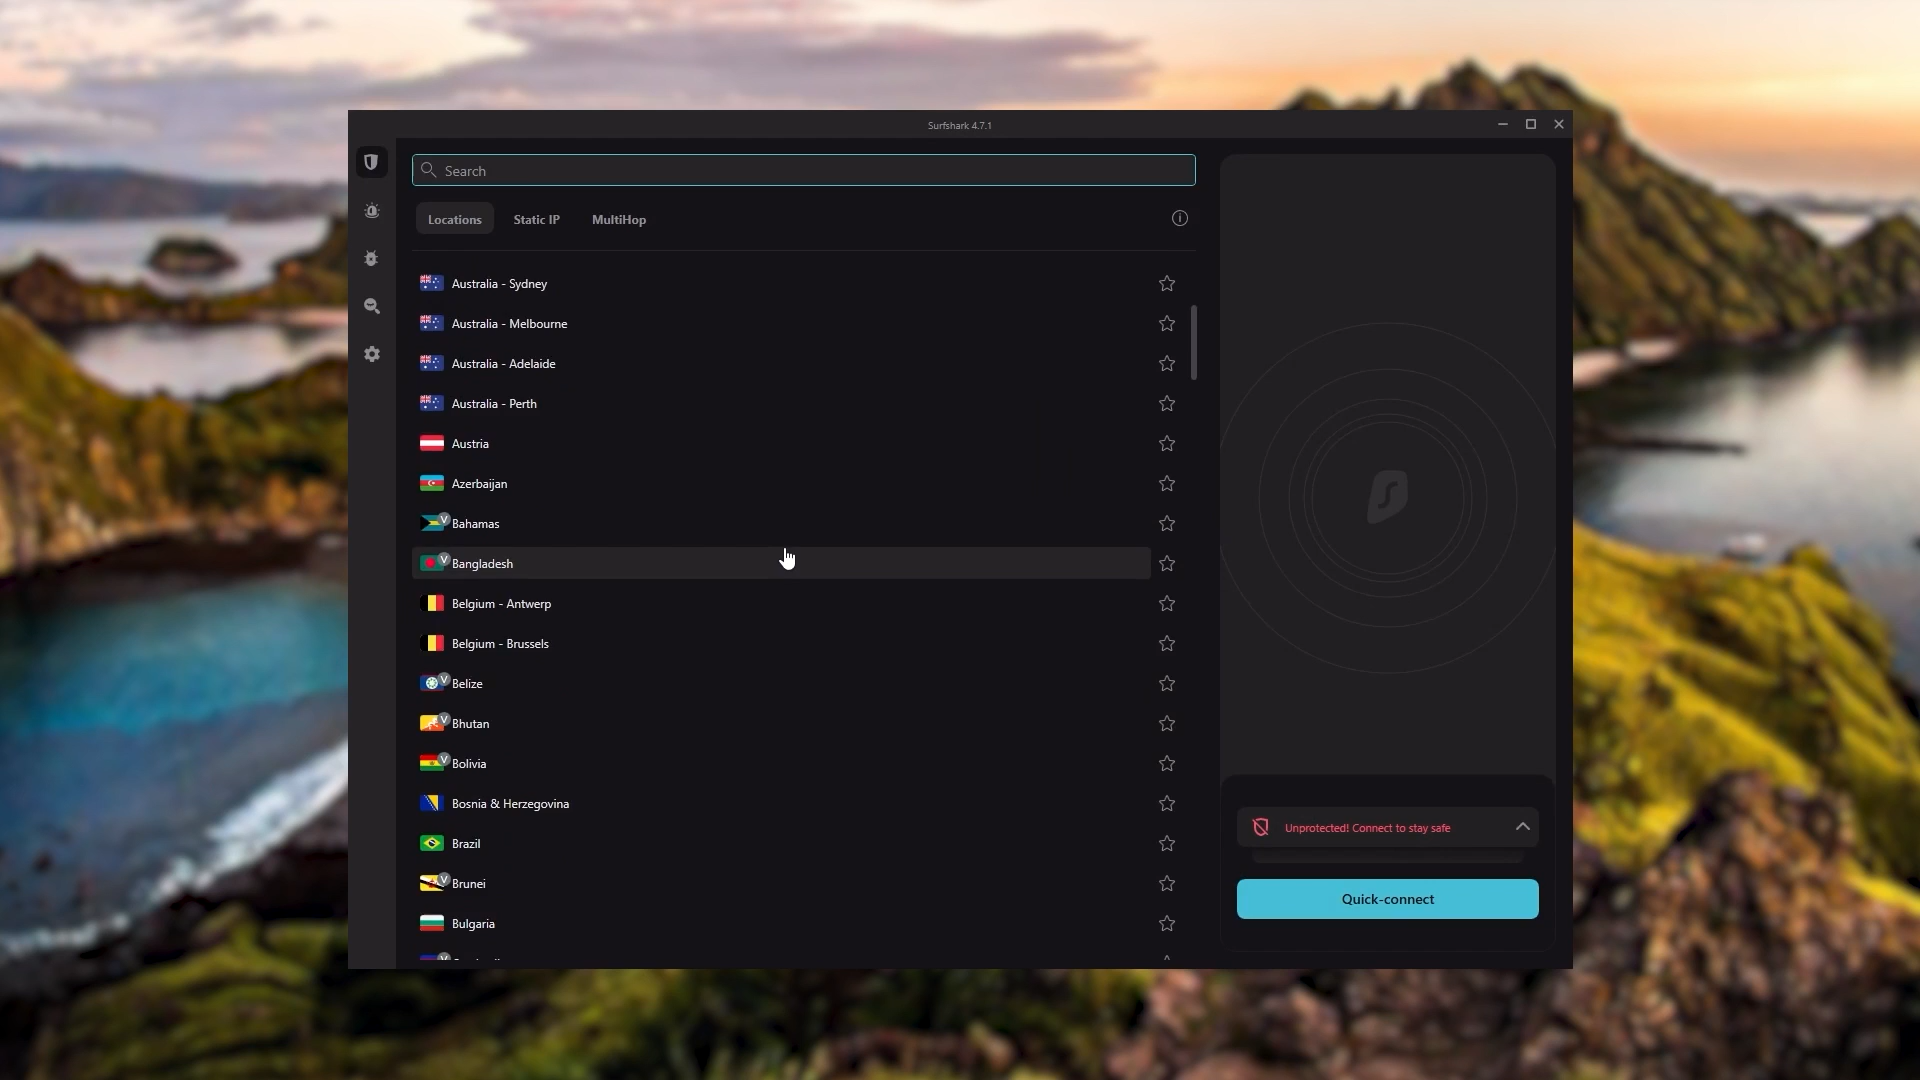 Surfshark 4.7.1
Search
Locations Static IP MultiHop
Australia - Sydney
Australia - Melbourne
Australia - Adelaide
Australia - Perth
Austria
Azerbaijan
V Bahamas
V Bangladesh
Belgium - Antwerp
Belgium - Brussels
V Belize
V Bhutan
V Bolivia
Bosnia & Herzegovina
Brazil
V Brunei
Bulgaria
Unprotected! Connect to stay safe
Quick-connect